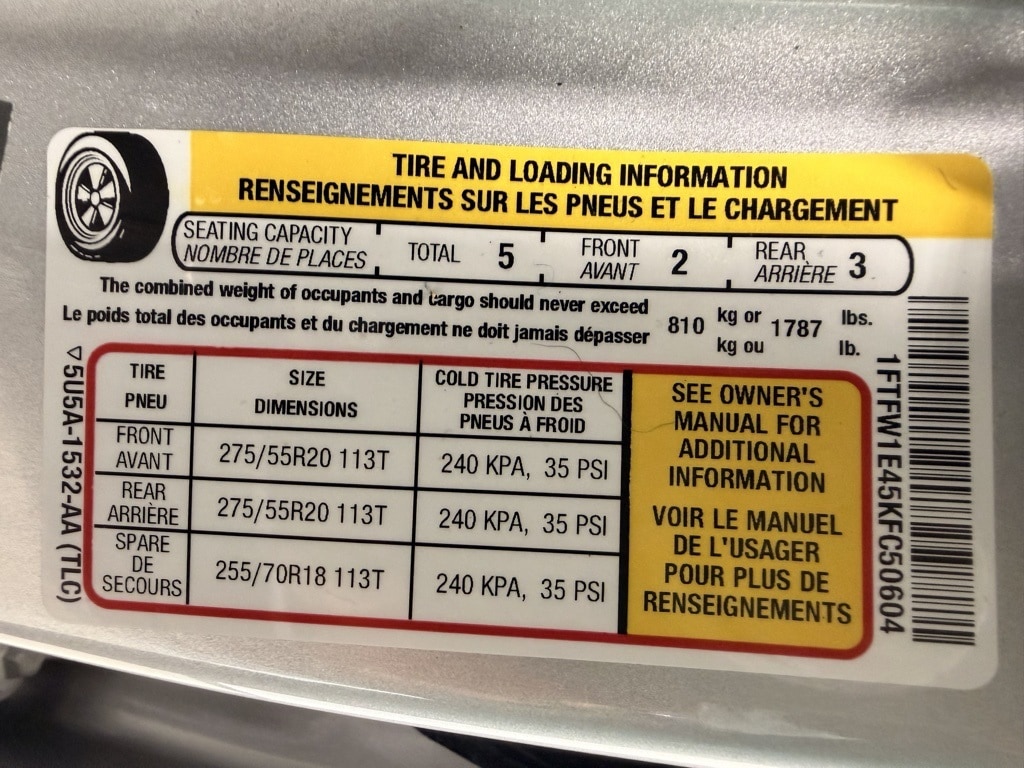 TIRE AND LOADING INFORMATION
RENSEIGNEMENTS SUR LES PNEUS ET LE CHARGEMENT
SEATING CAPACITY
NOMBRE DE PLACES
TOTAL 5
FRONT
AVANT
2
REAR
ARRIÈRE
3
The combined weight of occupants and cargo should never exceed
Le poids total des occupants et du chargement ne doit jamais dépasser
810
kg or
kg ou
1787
lbs.
lb.
TIRE
PNEU
SIZE
DIMENSIONS
COLD TIRE PRESSURE
PRESSION DES
PNEUS À FROID
FRONT
AVANT
275/55R20 113T
240 KPA, 35 PSI
REAR
ARRIÈRE
275/55R20 113T
240 KPA, 35 PSI
SPARE
DE
SECOURS
255/70R18 113T
240 KPA, 35 PSI
SEE OWNER'S
MANUAL FOR
ADDITIONAL
INFORMATION
VOIR LE MANUEL
DE L'USAGER
POUR PLUS DE
RENSEIGNEMENTS
▽5U5A-1532-AA (TLC)
1FTFW1E45KFC50604